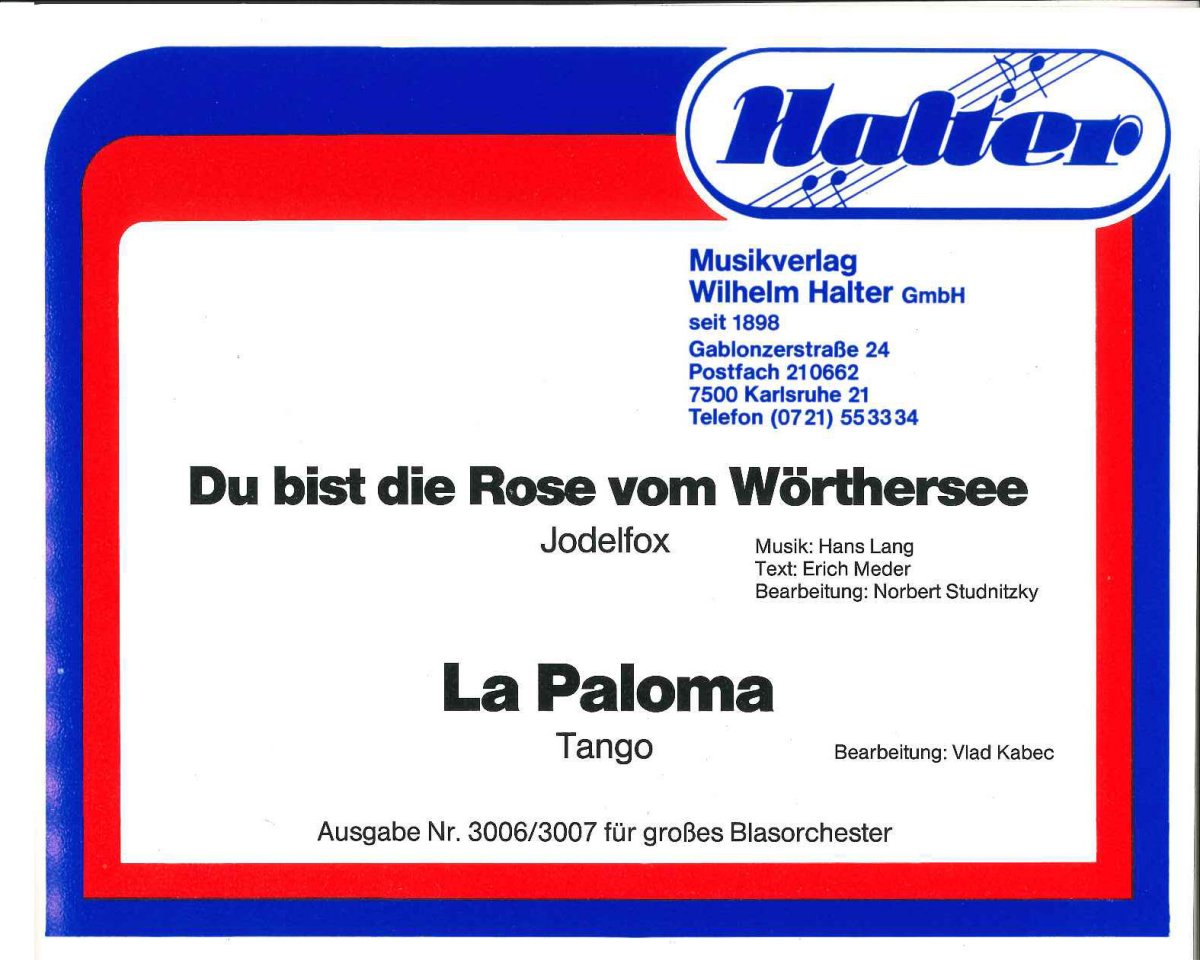 Halter
Musikverlag
Wilhelm Halter GmbH
seit 1898
Gablonzerstraße 24
Postfach 210662
7500 Karlsruhe 21
Telefon (0721) 553334
Du bist die Rose vom Wörthersee
Jodelfox
Musik: Hans Lang
Text: Erich Meder
Bearbeitung: Norbert Studnitzky
La Paloma
Tango
Bearbeitung: Vlad Kabec
Ausgabe Nr. 3006/3007 für großes Blasorchester